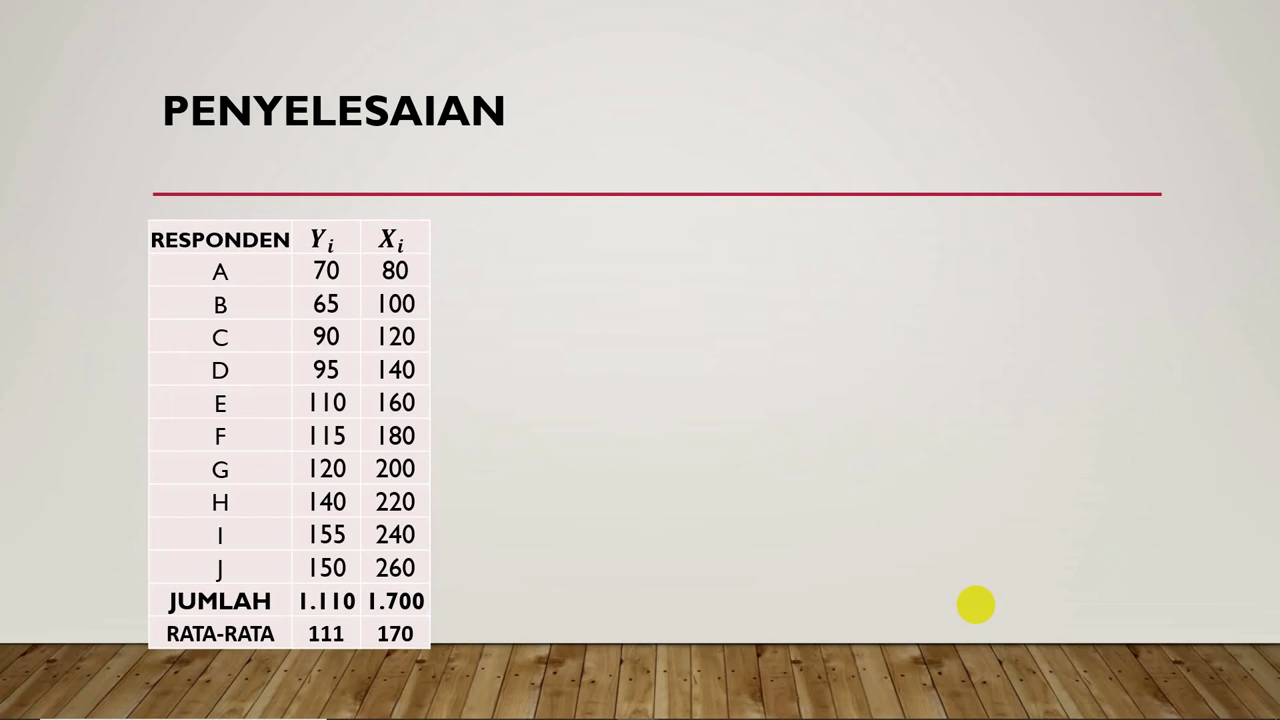 PENYELESAIAN
RESPONDEN Yᵢ Xᵢ
A 70 80
B 65 100
C 90 120
D 95 140
E 110 160
F 115 180
G 120 200
H 140 220
I 155 240
J 150 260
JUMLAH 1.110 1.700
RATA-RATA 111 170